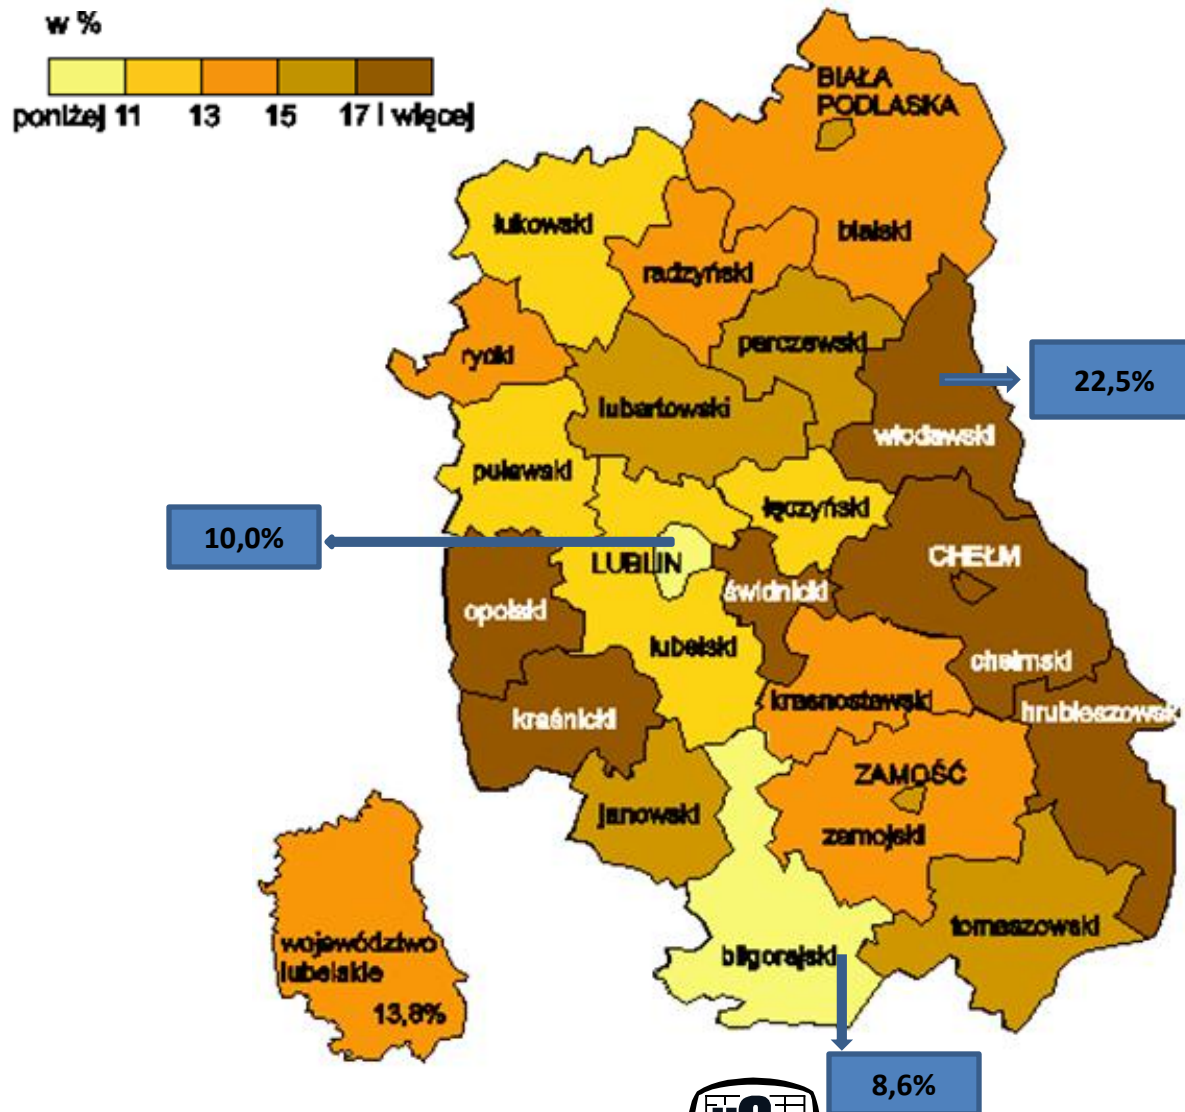 w %
poniżej 11 13 15 17 i więcej
BIAŁA
PODLASKA
łukowski
bialski
radzyński
rycki
parczewski
22,5%
lubartowski
włodawski
puławski
łęczyński
10,0%
LUBLIN
CHEŁM
świdnicki
opolski
lubelski
chełmski
krasnostawski
kraśnicki
hrubieszowsk
ZAMOŚĆ
janowski
zamojski
tomaszowski
województwo
lubelskie
biłgorajski
13,8%
8,6%